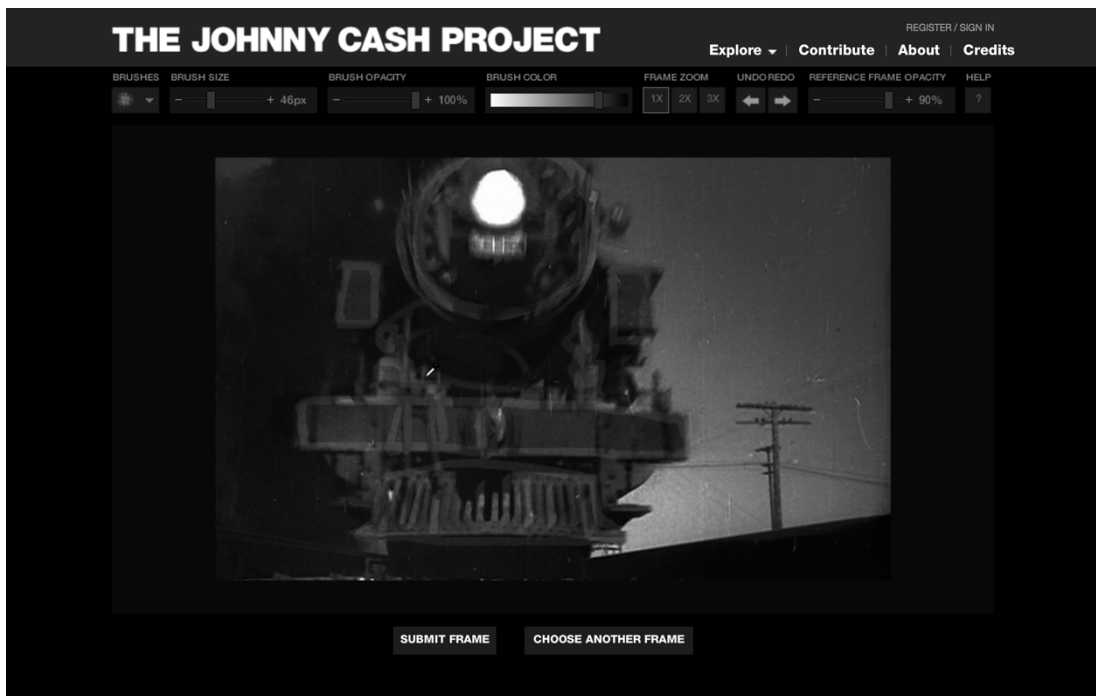 THE JOHNNY CASH PROJECT
REGISTER / SIGN IN
Explore Contribute About Credits
BRUSHES BRUSH SIZE BRUSH OPACITY BRUSH COLOR FRAME ZOOM UNDO REDO REFERENCE FRAME OPACITY HELP
- + 46px - + 100% 1X 2X 3X - + 90% ?
SUBMIT FRAME CHOOSE ANOTHER FRAME